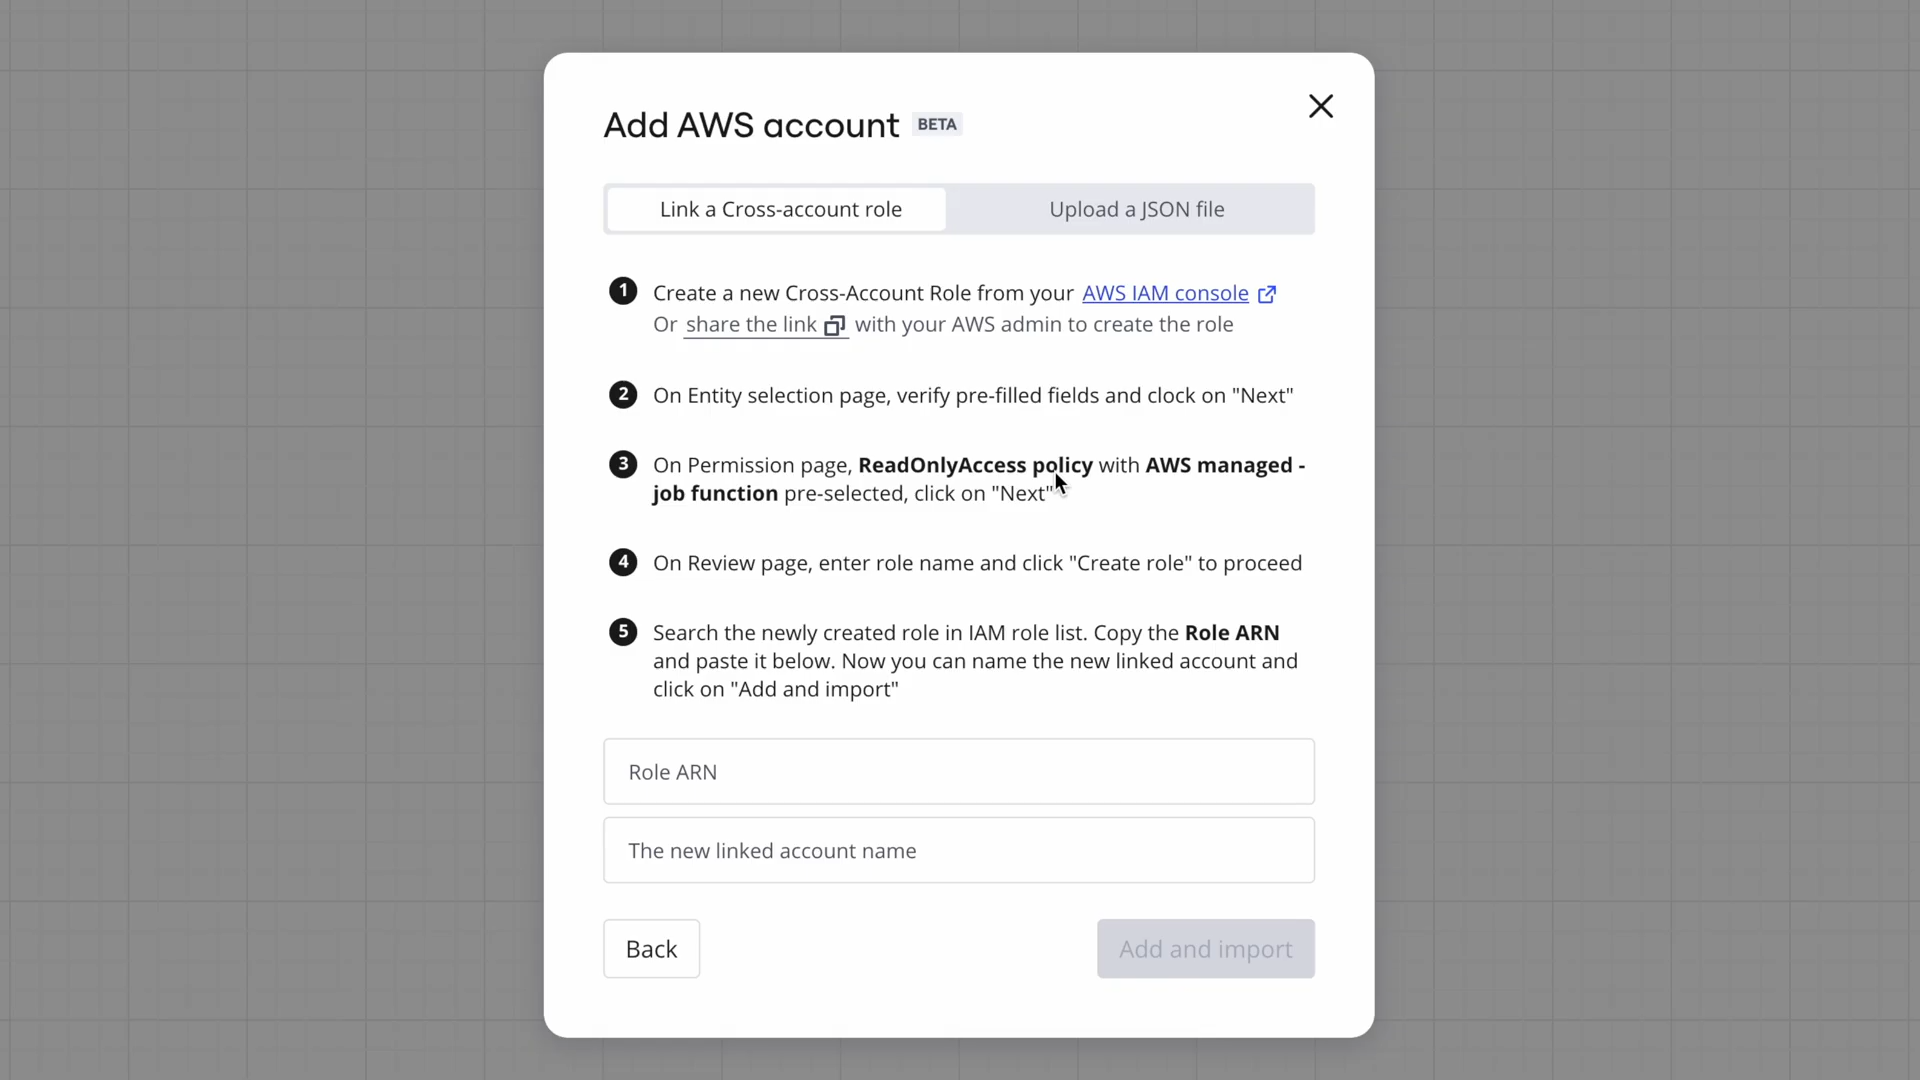 Add AWS account BETA
Link a Cross-account role
Upload a JSON file
1 Create a new Cross-Account Role from your AWS IAM console
Or share the link with your AWS admin to create the role
2 On Entity selection page, verify pre-filled fields and clock on "Next"
3 On Permission page, ReadOnlyAccess policy with AWS managed -
job function pre-selected, click on "Next"
4 On Review page, enter role name and click "Create role" to proceed
5 Search the newly created role in IAM role list. Copy the Role ARN
and paste it below. Now you can name the new linked account and
click on "Add and import"
Role ARN
The new linked account name
Back
Add and import